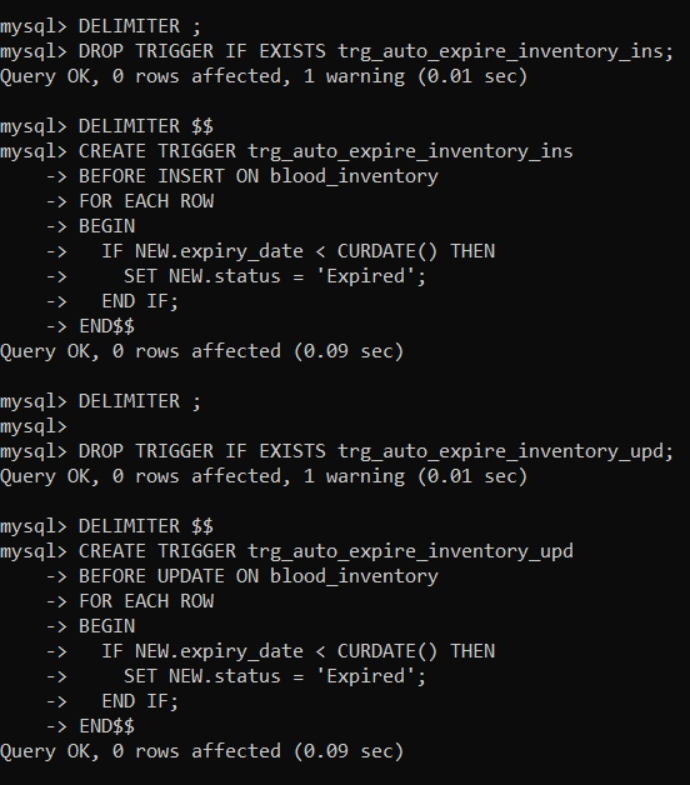 mysql> DELIMITER ;
mysql> DROP TRIGGER IF EXISTS trg_auto_expire_inventory_ins;
Query OK, 0 rows affected, 1 warning (0.01 sec)

mysql> DELIMITER $$
mysql> CREATE TRIGGER trg_auto_expire_inventory_ins
    -> BEFORE INSERT ON blood_inventory
    -> FOR EACH ROW
    -> BEGIN
    ->   IF NEW.expiry_date < CURDATE() THEN
    ->     SET NEW.status = 'Expired';
    ->   END IF;
    -> END$$
Query OK, 0 rows affected (0.09 sec)

mysql> DELIMITER ;
mysql>
mysql> DROP TRIGGER IF EXISTS trg_auto_expire_inventory_upd;
Query OK, 0 rows affected, 1 warning (0.01 sec)

mysql> DELIMITER $$
mysql> CREATE TRIGGER trg_auto_expire_inventory_upd
    -> BEFORE UPDATE ON blood_inventory
    -> FOR EACH ROW
    -> BEGIN
    ->   IF NEW.expiry_date < CURDATE() THEN
    ->     SET NEW.status = 'Expired';
    ->   END IF;
    -> END$$
Query OK, 0 rows affected (0.09 sec)